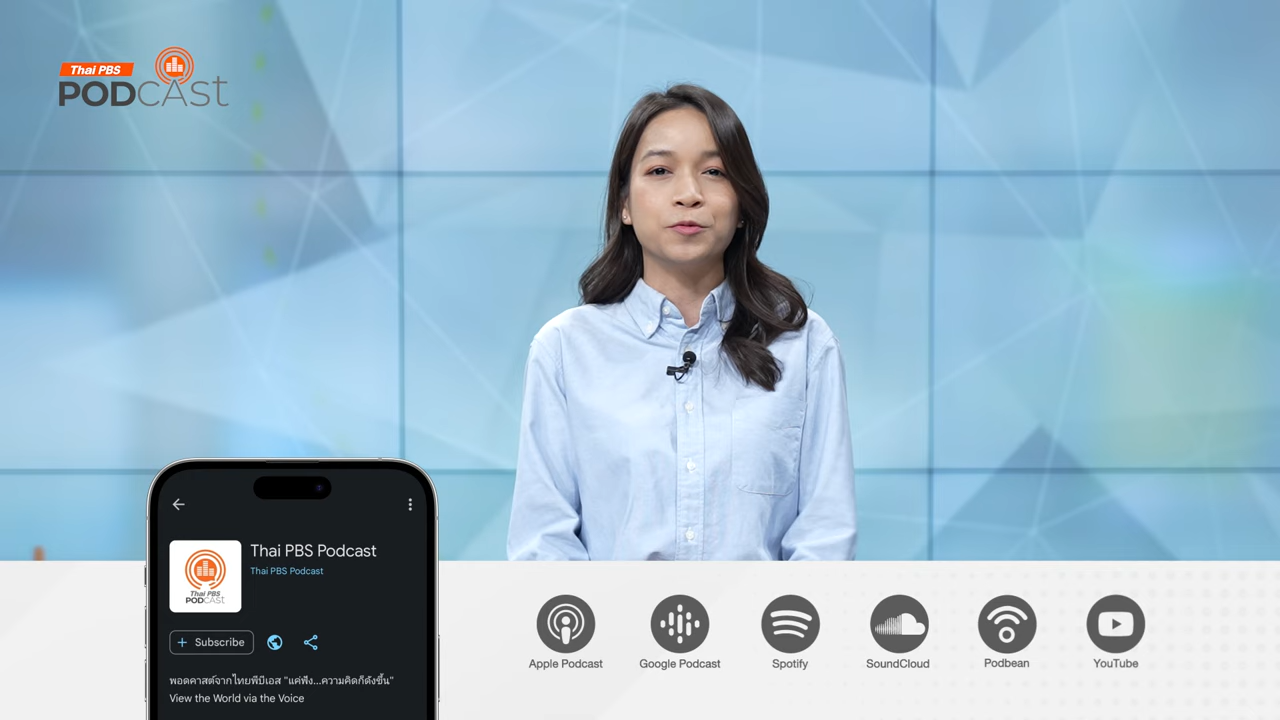 Thai PBS
PODCAST
Thai PBS Podcast
Thai PBS Podcast
Thai PBS
PODCAST
+ Subscribe
พอดคาสต์จากไทยพีบีเอส "แค่ฟัง...ความคิดก็ดังขึ้น"
View the World via the Voice
Apple Podcast
Google Podcast
Spotify
SoundCloud
Podbean
YouTube